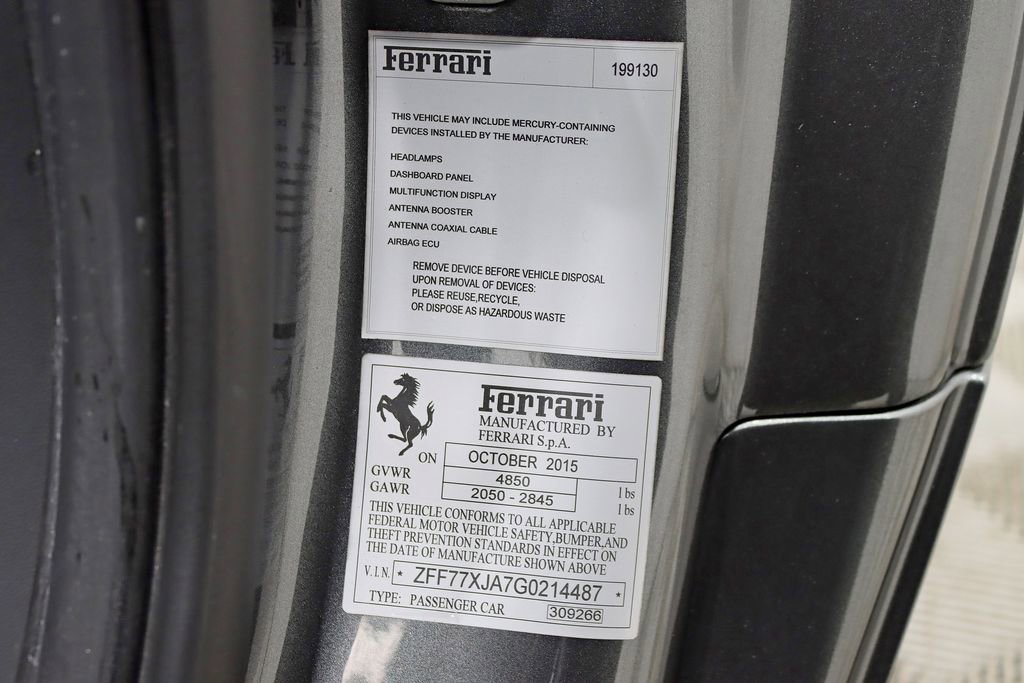 Ferrari
199130
THIS VEHICLE MAY INCLUDE MERCURY-CONTAINING
DEVICES INSTALLED BY THE MANUFACTURER:
HEADLAMPS
DASHBOARD PANEL
MULTIFUNCTION DISPLAY
ANTENNA BOOSTER
ANTENNA COAXIAL CABLE
AIRBAG ECU
REMOVE DEVICE BEFORE VEHICLE DISPOSAL
UPON REMOVAL OF DEVICES:
PLEASE REUSE,RECYCLE,
OR DISPOSE AS HAZARDOUS WASTE
Ferrari
MANUFACTURED BY
FERRARI S.p.A.
ON OCTOBER 2015
GVWR 4850 lbs
GAWR 2050 - 2845 lbs
THIS VEHICLE CONFORMS TO ALL APPLICABLE
FEDERAL MOTOR VEHICLE SAFETY,BUMPER,AND
THEFT PREVENTION STANDARDS IN EFFECT ON
THE DATE OF MANUFACTURE SHOWN ABOVE
V.I.N. * ZFF77XJA7G0214487 *
TYPE: PASSENGER CAR 309266